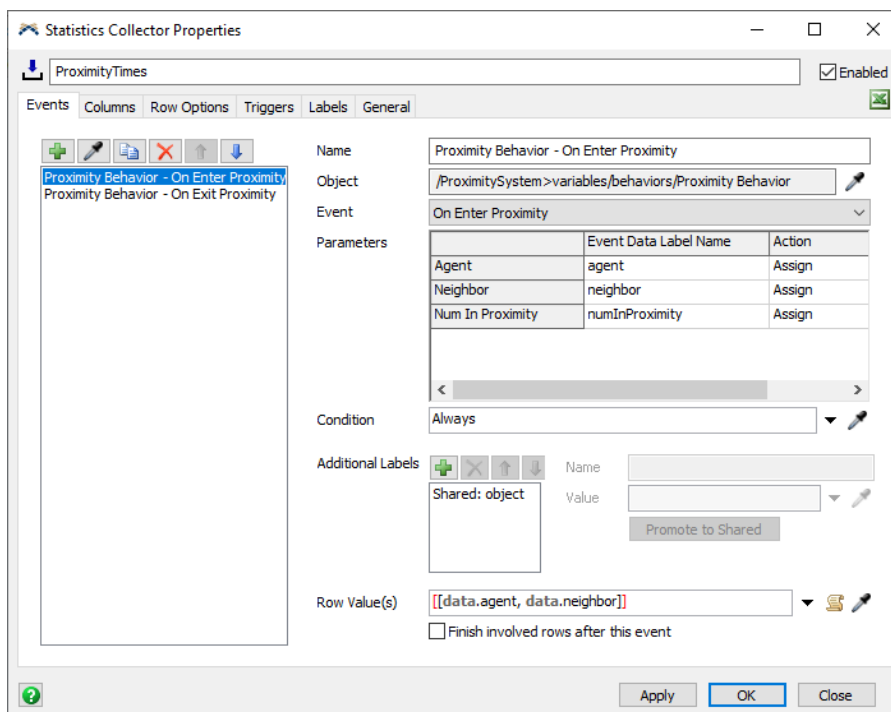 Statistics Collector Properties
ProximityTimes
Enabled
Events Columns Row Options Triggers Labels General
Proximity Behavior - On Enter Proximity
Proximity Behavior - On Exit Proximity
Name Proximity Behavior - On Enter Proximity
Object /ProximitySystem>variables/behaviors/Proximity Behavior
Event On Enter Proximity
Parameters
Event Data Label Name Action
Agent agent Assign
Neighbor neighbor Assign
Num In Proximity numInProximity Assign
Condition Always
Additional Labels
Shared: object
Name
Value
Promote to Shared
Row Value(s) [[data.agent, data.neighbor]]
Finish involved rows after this event
Apply OK Close